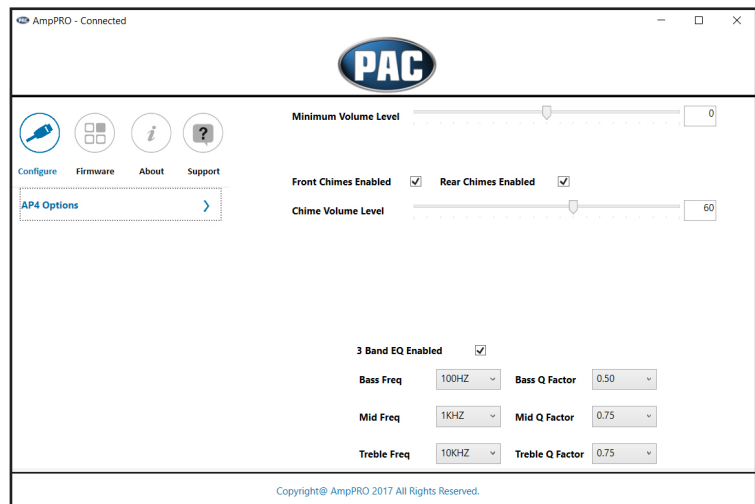 AmpPRO - Connected
PAC
Minimum Volume Level 0
Configure Firmware About Support
Front Chimes Enabled Rear Chimes Enabled
AP4 Options
Chime Volume Level 60
3 Band EQ Enabled
Bass Freq 100HZ Bass Q Factor 0.50
Mid Freq 1KHZ Mid Q Factor 0.75
Treble Freq 10KHZ Treble Q Factor 0.75
Copyright@ AmpPRO 2017 All Rights Reserved.